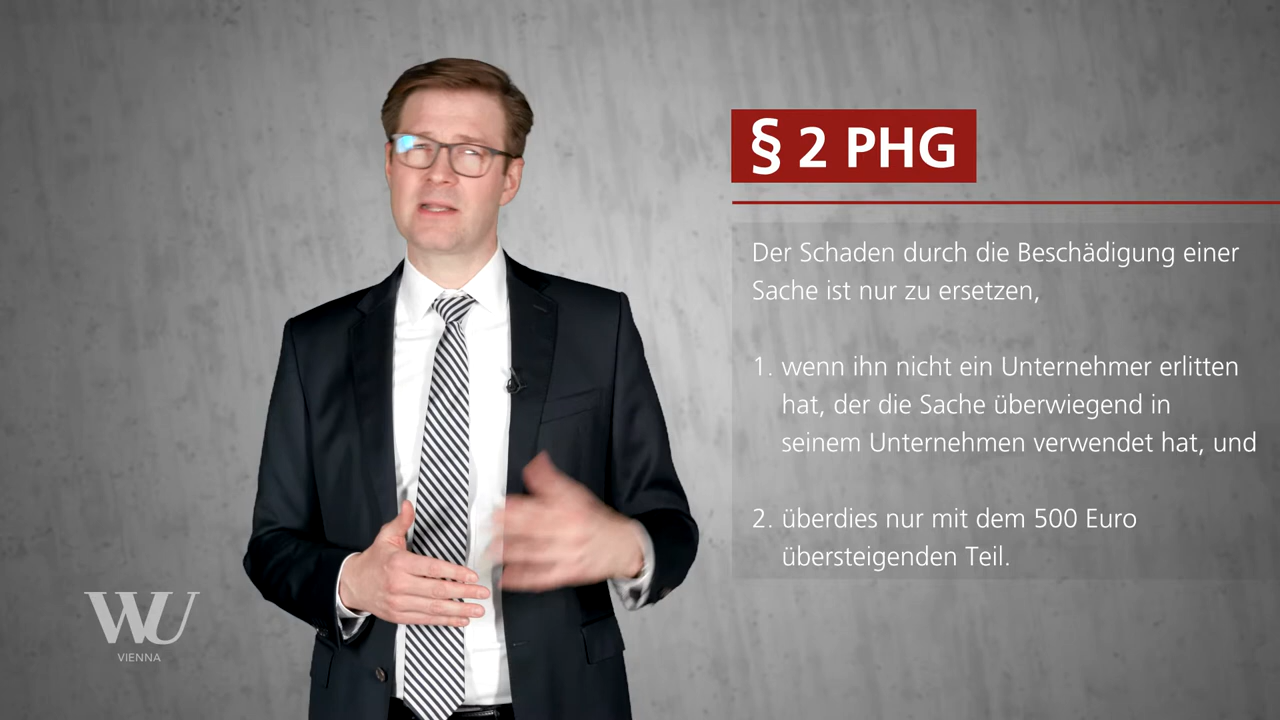 § 2 PHG
Der Schaden durch die Beschädigung einer
Sache ist nur zu ersetzen,
1. wenn ihn nicht ein Unternehmer erlitten
hat, der die Sache überwiegend in
seinem Unternehmen verwendet hat, und
2. überdies nur mit dem 500 Euro
übersteigenden Teil.
WU
VIENNA